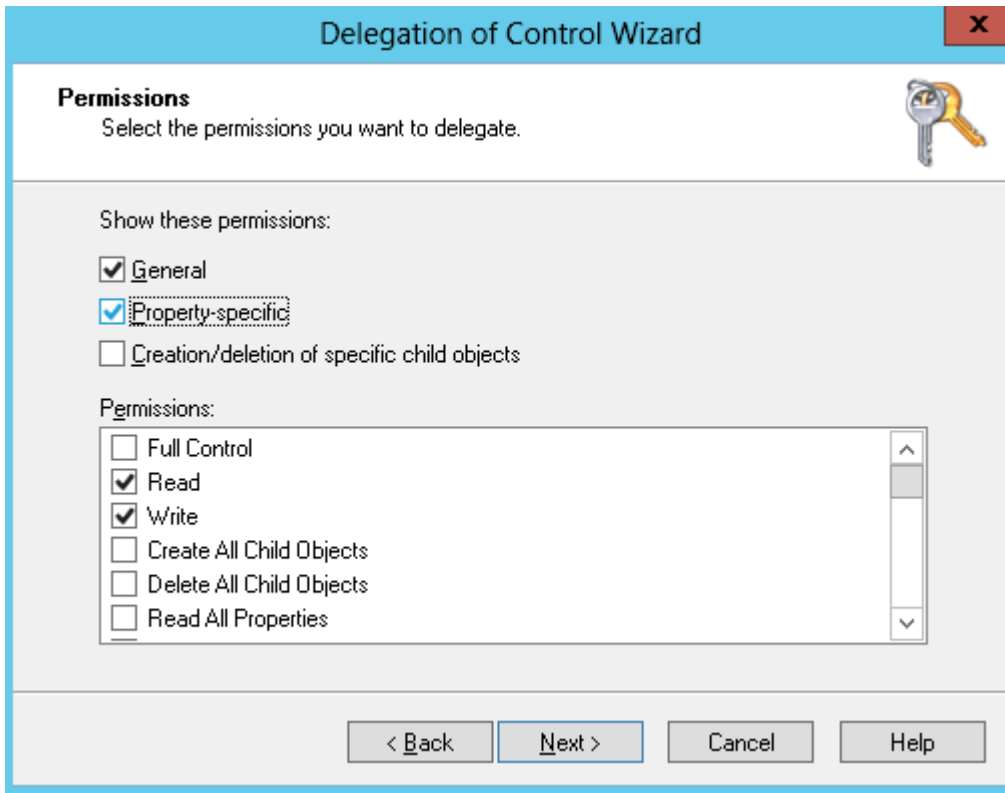 Delegation of Control Wizard
x
Permissions
Select the permissions you want to delegate.
Show these permissions:
General
Property-specific
Creation/deletion of specific child objects
Permissions:
Full Control
Read
Write
Create All Child Objects
Delete All Child Objects
Read All Properties
< Back Next > Cancel Help